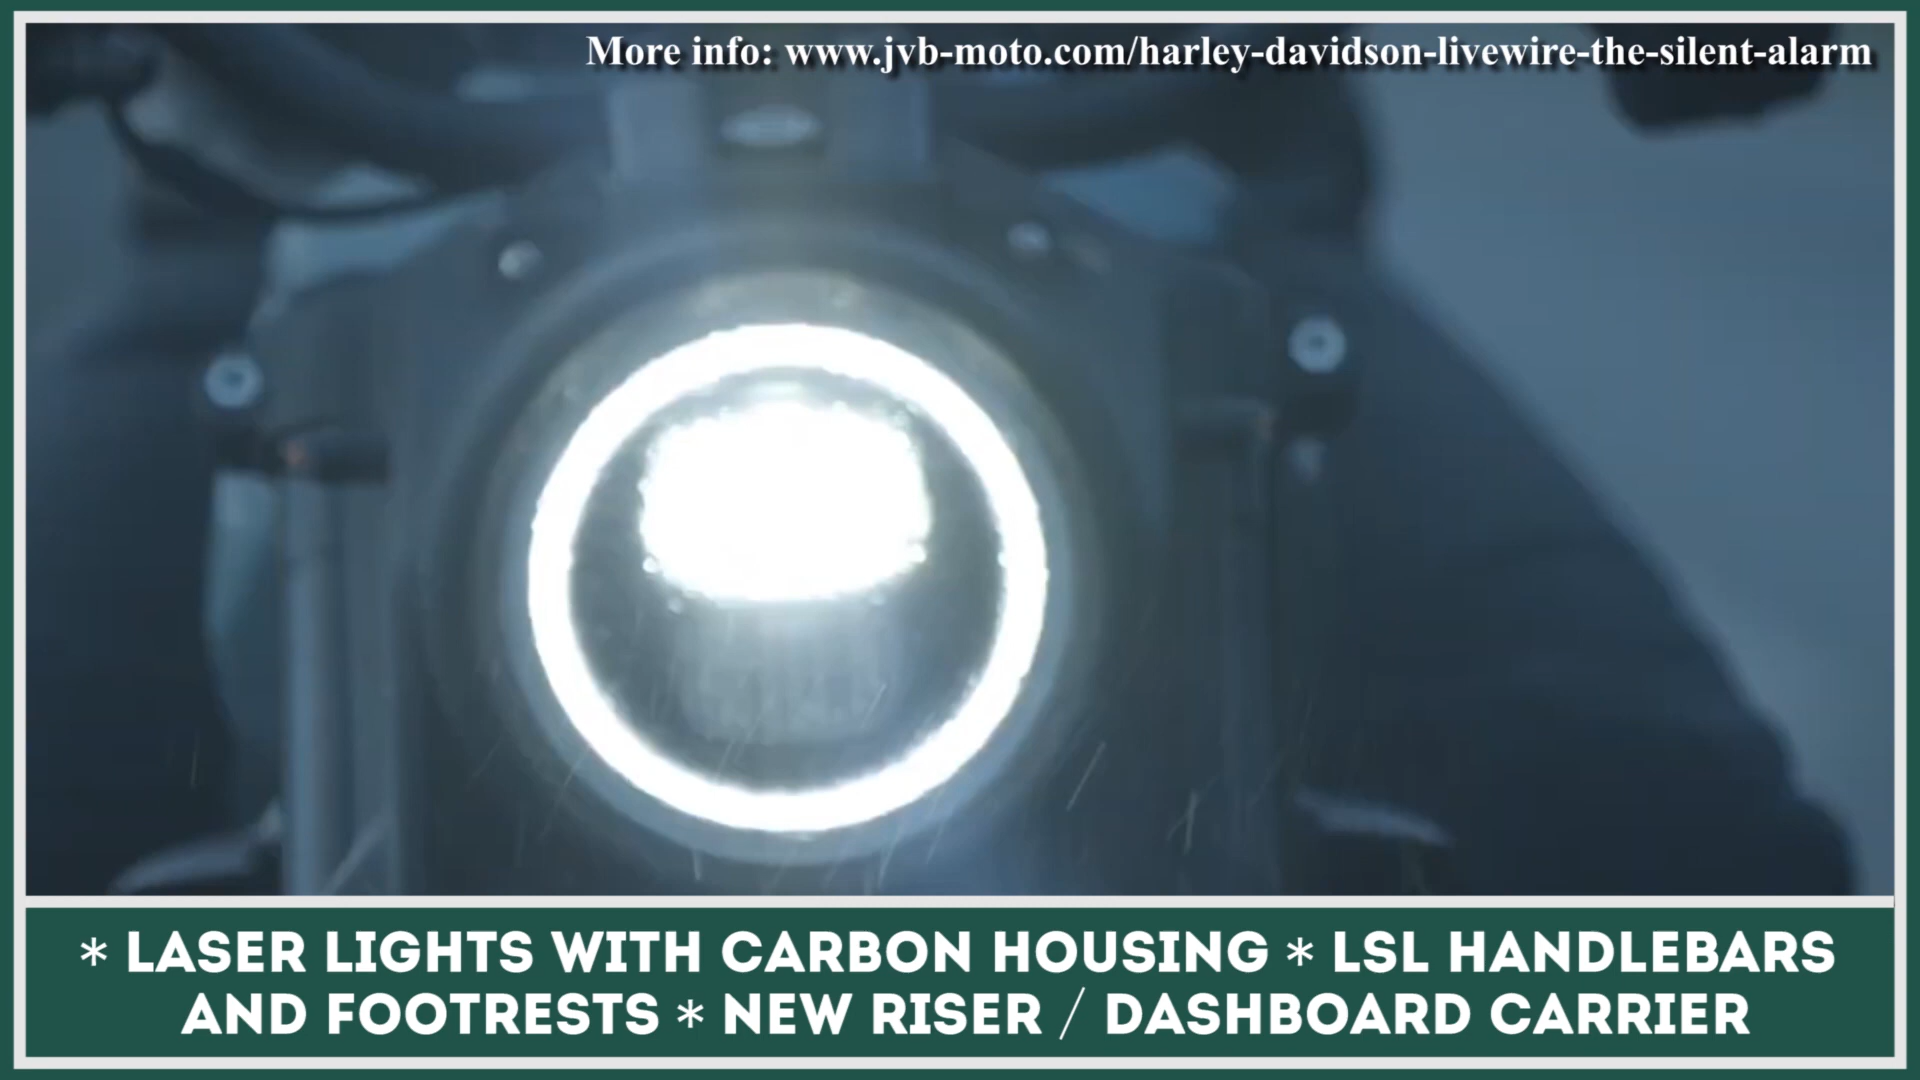 More info: www.jvb-moto.com/harley-davidson-livewire-the-silent-alarm
* LASER LIGHTS WITH CARBON HOUSING * LSL HANDLEBARS
AND FOOTRESTS * NEW RISER / DASHBOARD CARRIER